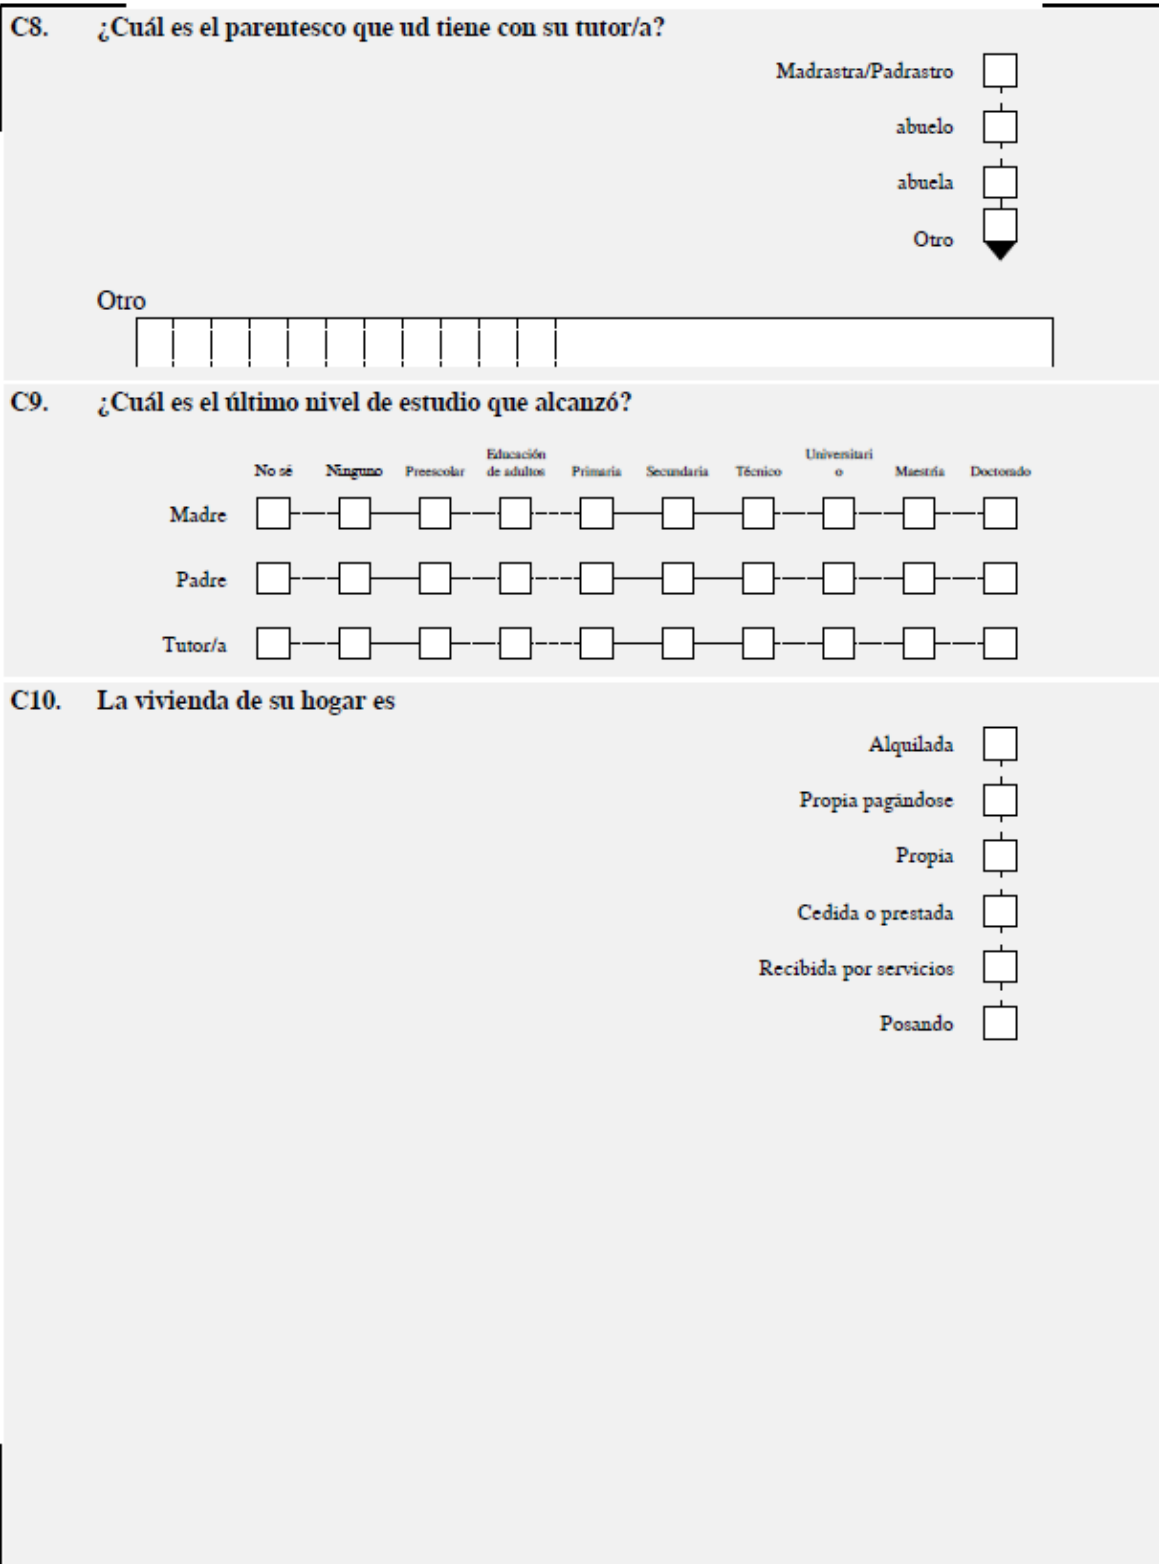 C8. ¿Cuál es el parentesco que ud tiene con su tutor/a?
Madrastra/Padrastro
abuelo
abuela
Otro
Otro
C9. ¿Cuál es el último nivel de estudio que alcanzó?
No sé Ninguno Preescolar Educación de adultos Primaria Secundaria Técnico Universitari o Maestría Doctorado
Madre
Padre
Tutor/a
C10. La vivienda de su hogar es
Alquilada
Propia pagándose
Propia
Cedida o prestada
Recibida por servicios
Posando